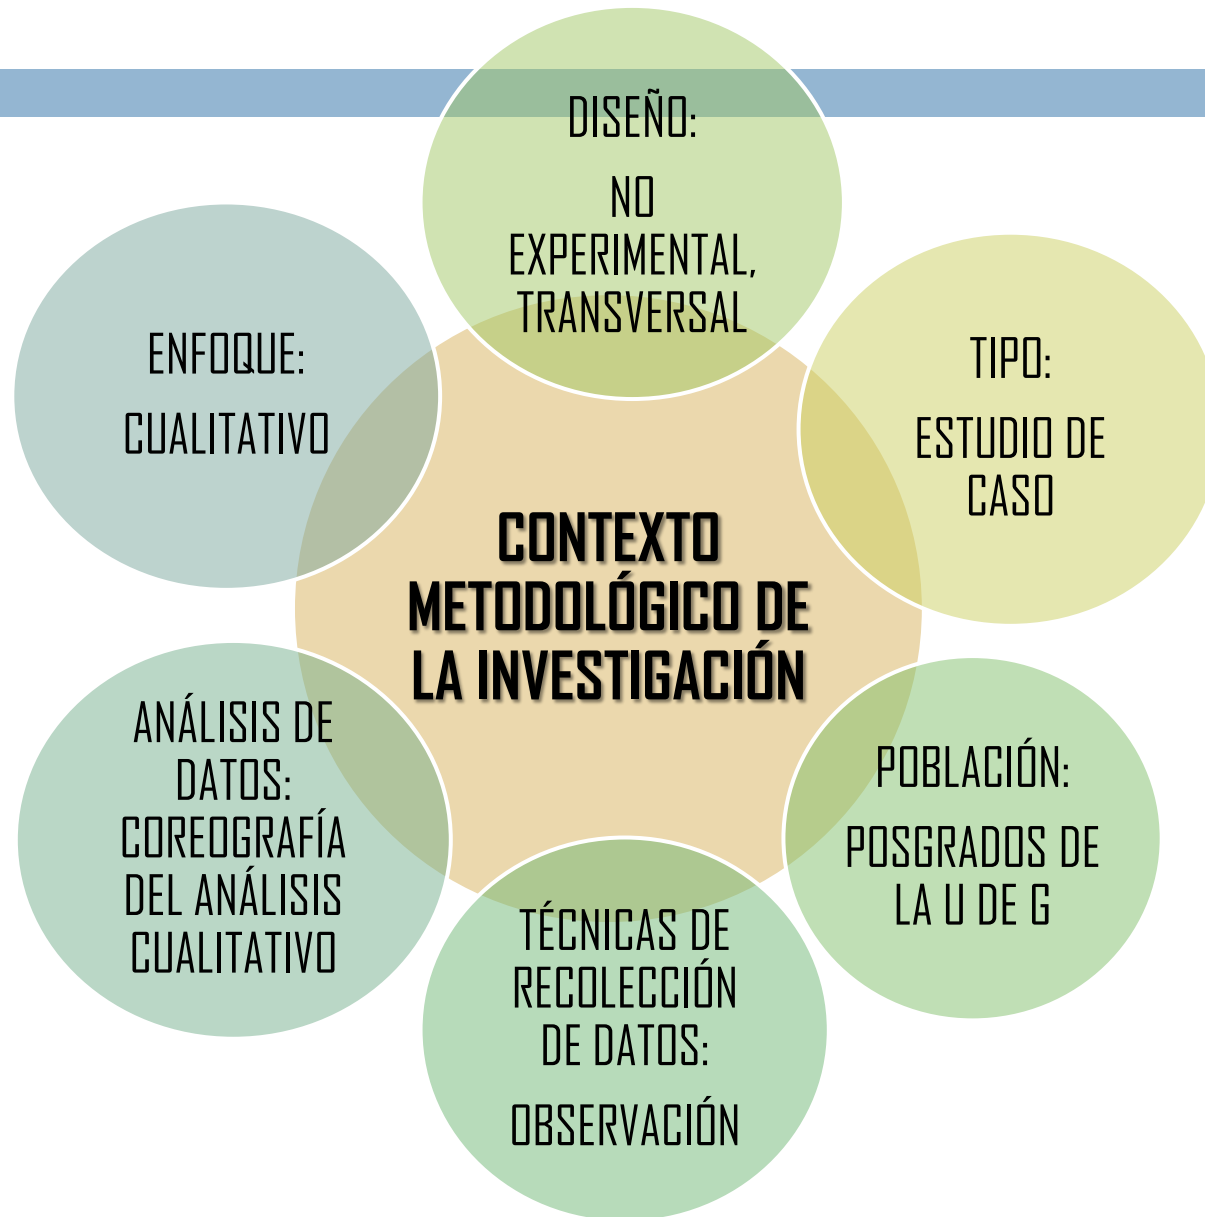 DISEÑO:
NO
EXPERIMENTAL,
TRANSVERSAL
TIPO:
ESTUDIO DE
CASO
POBLACIÓN:
POSGRADOS DE
LA U DE G
TÉCNICAS DE
RECOLECCIÓN
DE DATOS:
OBSERVACIÓN
ANÁLISIS DE
DATOS:
COREOGRAFÍA
DEL ANÁLISIS
CUALITATIVO
ENFOQUE:
CUALITATIVO
CONTEXTO
METODOLÓGICO DE
LA INVESTIGACIÓN